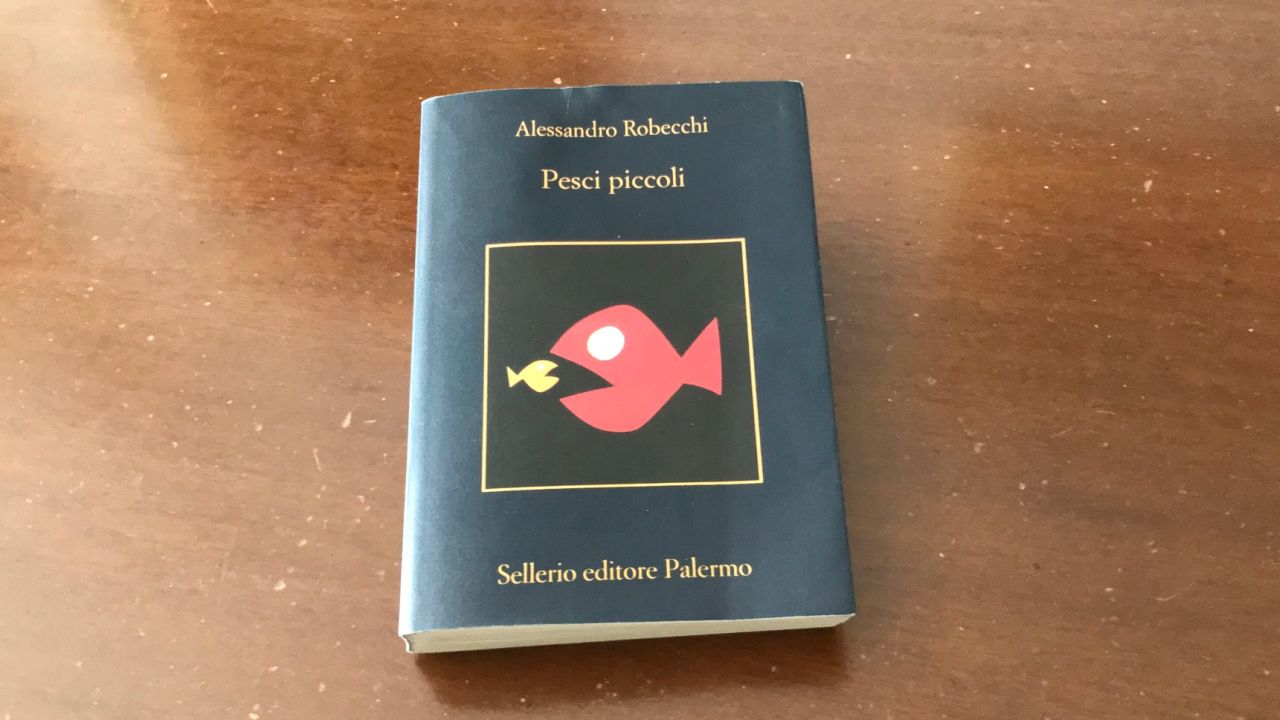 Alessandro Robecchi
Pesci piccoli
Sellerio editore Palermo